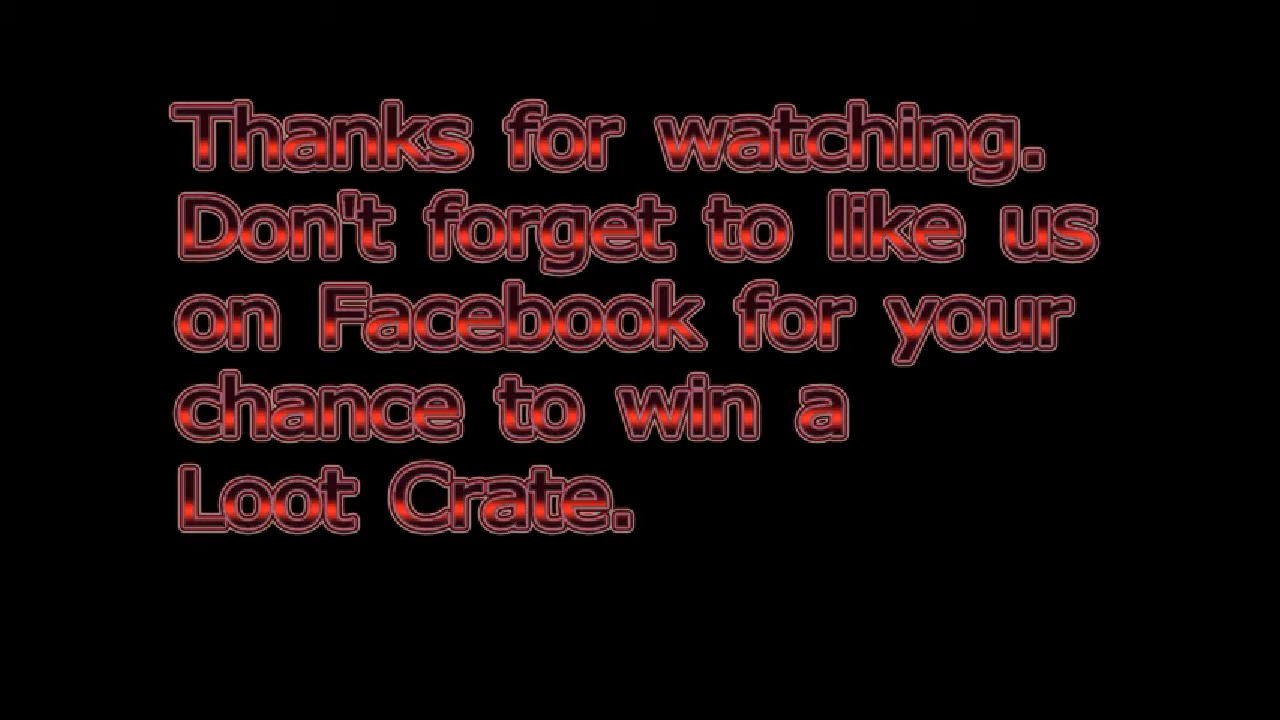 Thanks for watching.
Don't forget to like us
on Facebook for your
chance to win a
Loot Crate.